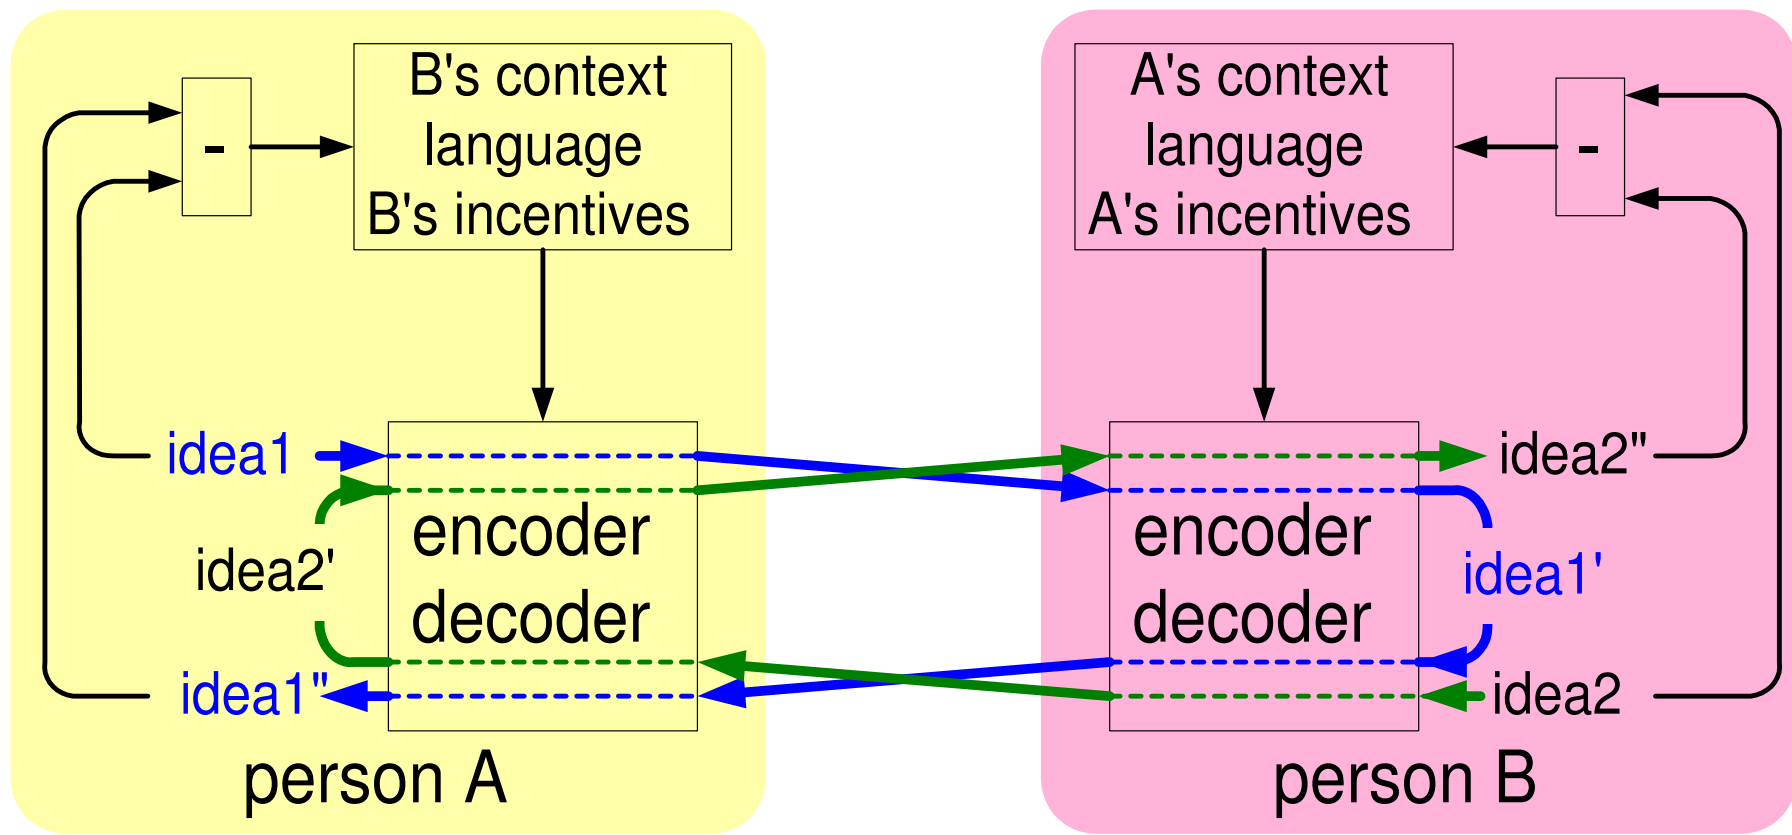 B's context
language
B's incentives
-
idea1
idea2'
idea1"
encoder
decoder
person A
A's context
language
A's incentives
-
idea2"
idea1'
idea2
encoder
decoder
person B